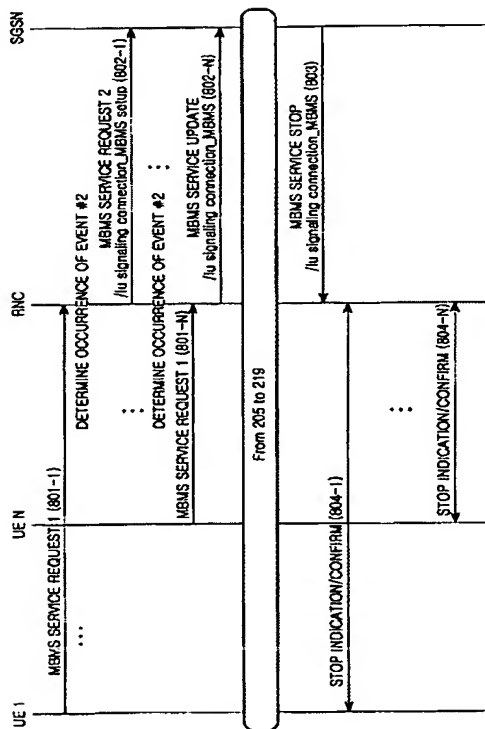 UE 1
UE N
RNC
SGSN
MBMS SERVICE REQUEST 1 (801-1)
...
DETERMINE OCCURRENCE OF EVENT #2
MBMS SERVICE REQUEST 2
/Iu signaling connection_MBMS setup (802-1)
...
...
DETERMINE OCCURRENCE OF EVENT #2
MBMS SERVICE REQUEST 1 (801-N)
MBMS SERVICE UPDATE
/Iu signaling connection_MBMS (802-N)
From 205 to 219
MBMS SERVICE STOP
/Iu signaling connection_MBMS (803)
STOP INDICATION/CONFIRM (804-1)
...
STOP INDICATION/CONFIRM (804-N)